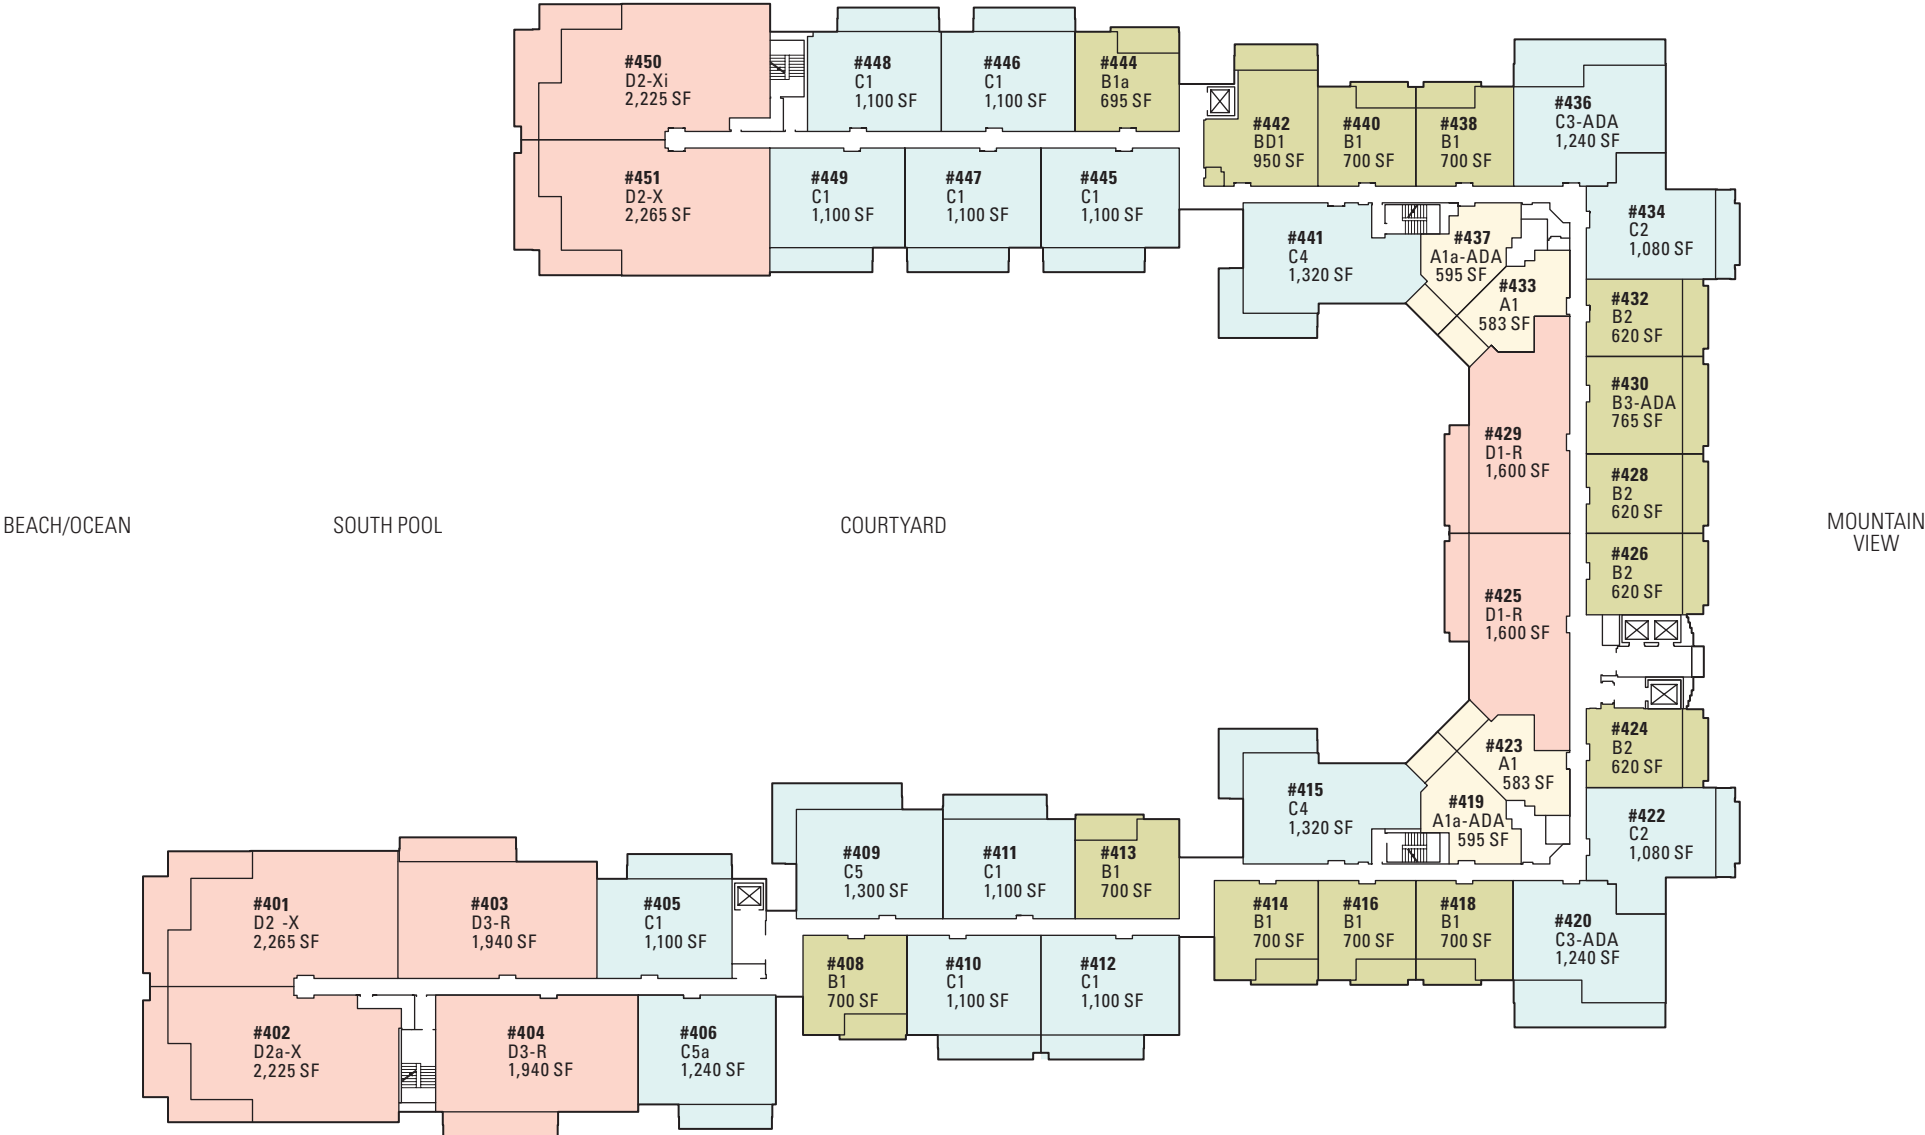 #450
D2-Xi
2,225 SF
#448
C1
1,100 SF
#446
C1
1,100 SF
#444
B1a
695 SF
#442
BD1
950 SF
#440
B1
700 SF
#438
B1
700 SF
#436
C3-ADA
1,240 SF
#451
D2-X
2,265 SF
#449
C1
1,100 SF
#447
C1
1,100 SF
#445
C1
1,100 SF
#441
C4
1,320 SF
#437
A1a-ADA
595 SF
#433
A1
583 SF
#434
C2
1,080 SF
#432
B2
620 SF
#430
B3-ADA
765 SF
#429
D1-R
1,600 SF
#428
B2
620 SF
#426
B2
620 SF
BEACH/OCEAN
SOUTH POOL
COURTYARD
MOUNTAIN
VIEW
#425
D1-R
1,600 SF
#424
B2
620 SF
#423
A1
583 SF
#419
A1a-ADA
595 SF
#415
C4
1,320 SF
#422
C2
1,080 SF
#409
C5
1,300 SF
#411
C1
1,100 SF
#413
B1
700 SF
#401
D2 -X
2,265 SF
#403
D3-R
1,940 SF
#405
C1
1,100 SF
#414
B1
700 SF
#416
B1
700 SF
#418
B1
700 SF
#420
C3-ADA
1,240 SF
#408
B1
700 SF
#410
C1
1,100 SF
#412
C1
1,100 SF
#402
D2a-X
2,225 SF
#404
D3-R
1,940 SF
#406
C5a
1,240 SF